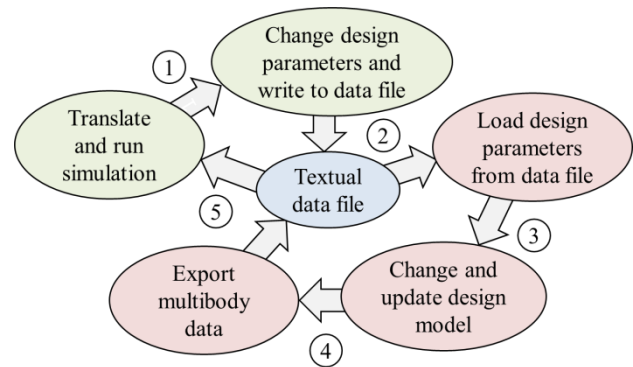 Change design
parameters and
write to data file
1
Translate
and run
simulation
2
Load design
parameters
from data file
Textual
data file
5
3
Export
multibody
data
Change and
update design
model
4